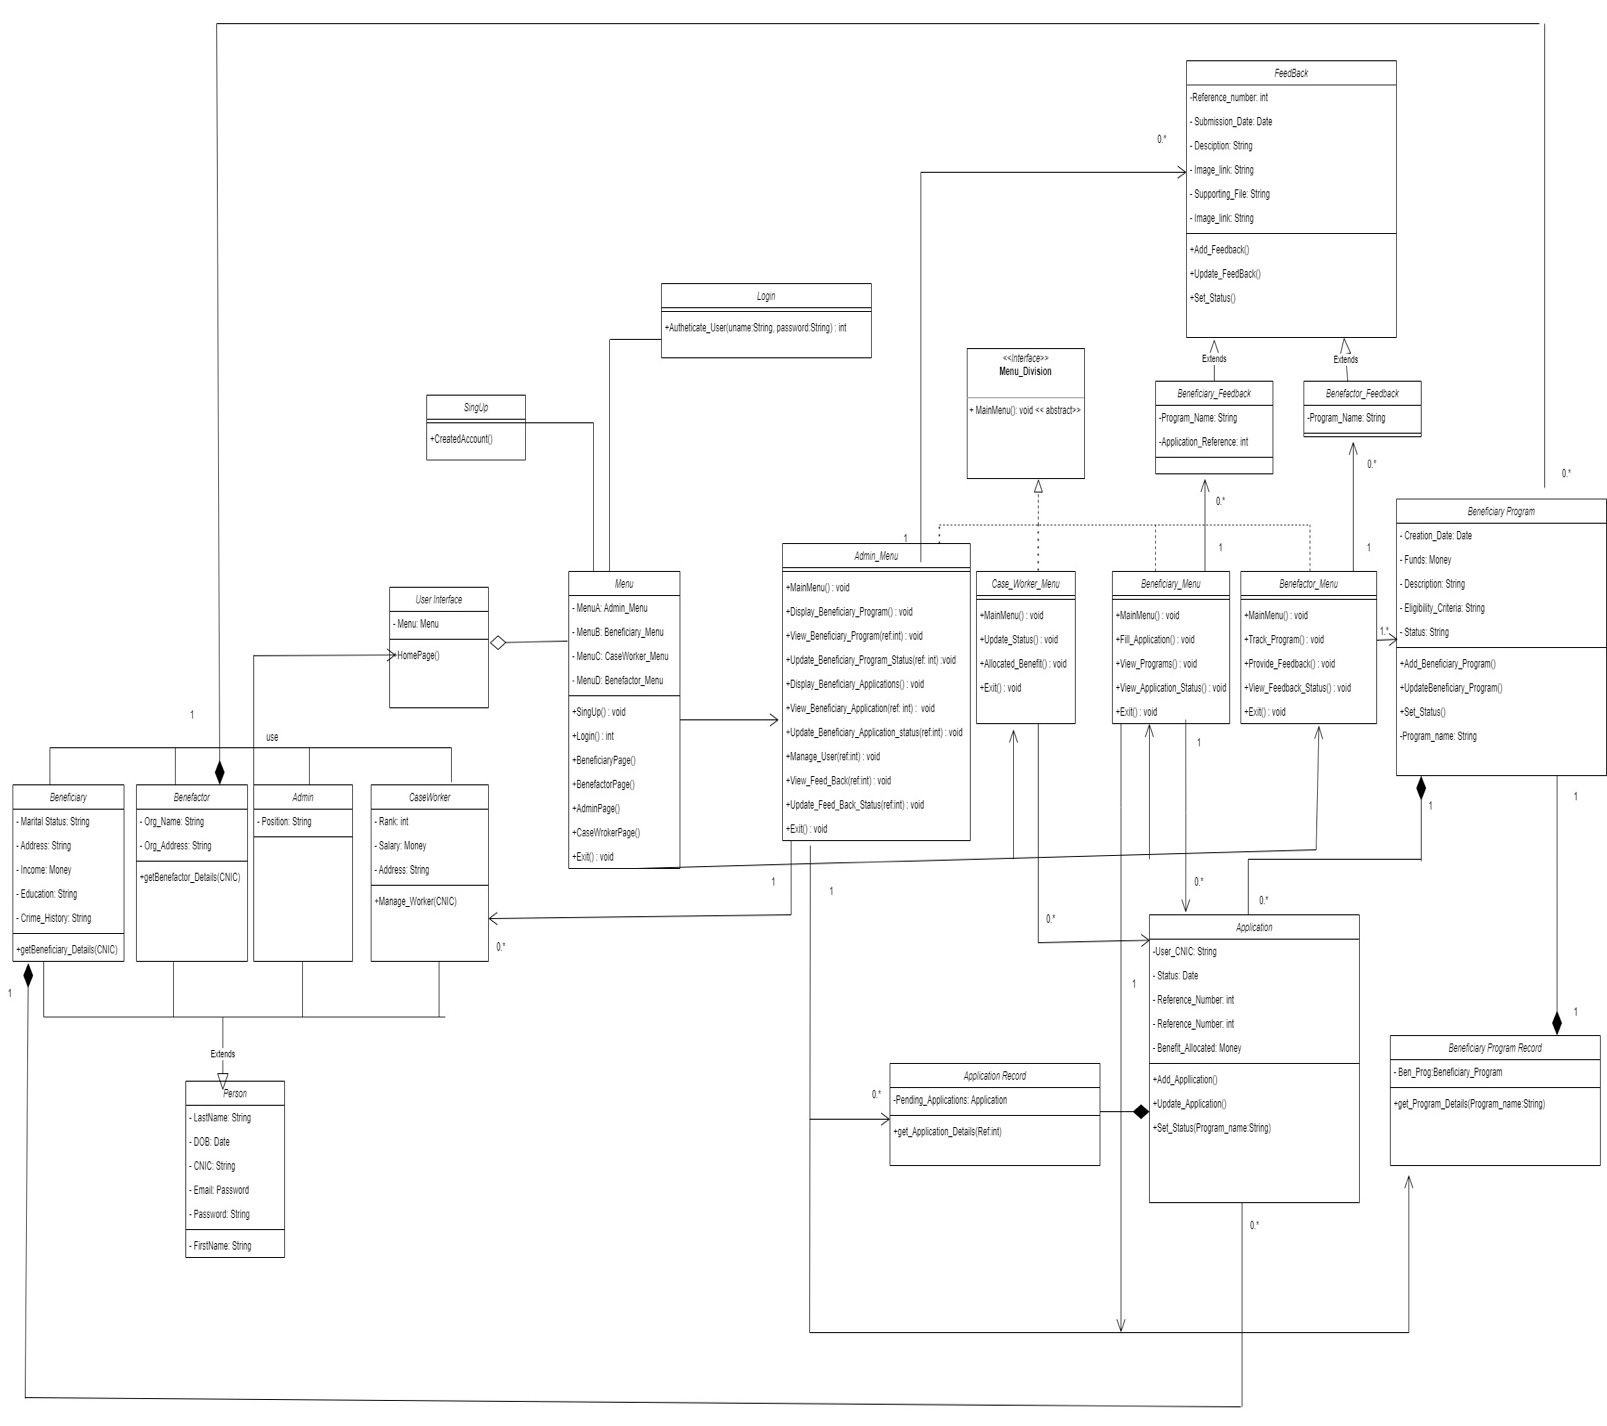 FeedBack
-Reference_number: int
- Submission_Date: Date
- Desciption: String
- Image_link: String
- Supporting_File: String
- Image_link: String
+Add_Feedback()
+Update_FeedBack()
+Set_Status()
0.*
Login
+Autheticate_User(uname:String, password:String) : int
SingUp
+CreatedAccount()
<<Interface>>
Menu_Division
+ MainMenu(): void << abstract>>
Extends
Extends
Beneficiary_Feedback
-Program_Name: String
-Application_Reference: int
Benefactor_Feedback
-Program_Name: String
0.*
0.*
0.*
1
1
1
Beneficiary Program
- Creation_Date: Date
- Funds: Money
- Description: String
- Eligibility_Criteria: String
- Status: String
+Add_Beneficiary_Program()
+UpdateBeneficiary_Program()
+Set_Status()
-Program_name: String
User Interface
- Menu: Menu
+HomePage()
Menu
- MenuA: Admin_Menu
- MenuB: Beneficiary_Menu
- MenuC: CaseWorker_Menu
- MenuD: Benefactor_Menu
+SingUp() : void
+Login() : int
+BeneficiaryPage()
+BenefactorPage()
+AdminPage()
+CaseWrokerPage()
+Exit() : void
Admin_Menu
+MainMenu() : void
+Display_Beneficiary_Program() : void
+View_Beneficiary_Program(ref:int) : void
+Update_Beneficiary_Program_Status(ref: int) :void
+Display_Beneficiary_Applications() : void
+View_Beneficiary_Application(ref: int) : void
+Update_Beneficiary_Application_status(ref:int) : void
+Manage_User(ref:int) : void
+View_Feed_Back(ref:int) : void
+Update_Feed_Back_Status(ref:int) : void
+Exit() : void
Case_Worker_Menu
+MainMenu() : void
+Update_Status() : void
+Allocated_Benefit() : void
+Exit() : void
Beneficiary_Menu
+MainMenu() : void
+Fill_Application() : void
+View_Programs() : void
+View_Application_Status() : void
+Exit() : void
Benefactor_Menu
+MainMenu() : void
+Track_Program() : void
+Provide_Feedback() : void
+View_Feedback_Status() : void
+Exit() : void
1.*
1
use
1
1
1
Beneficiary
- Marital Status: String
- Address: String
- Income: Money
- Education: String
- Crime_History: String
+getBeneficiary_Details(CNIC)
Benefactor
- Org_Name: String
- Org_Address: String
+getBenefactor_Details(CNIC)
Admin
- Position: String
CaseWorker
- Rank: int
- Salary: Money
- Address: String
+Manage_Worker(CNIC)
1
1
0.*
0.*
0.*
0.*
1
1
1
Application
-User_CNIC: String
- Status: Date
- Reference_Number: int
- Reference_Number: int
- Benefit_Allocated: Money
+Add_Appllication()
+Update_Application()
+Set_Status(Program_name:String)
Extends
Person
- LastName: String
- DOB: Date
- CNIC: String
- Email: Password
- Password: String
- FirstName: String
0.*
Application Record
-Pending_Applications: Application
+get_Application_Details(Ref:int)
Beneficiary Program Record
- Ben_Prog:Beneficiary_Program
+get_Program_Details(Program_name:String)
0.*